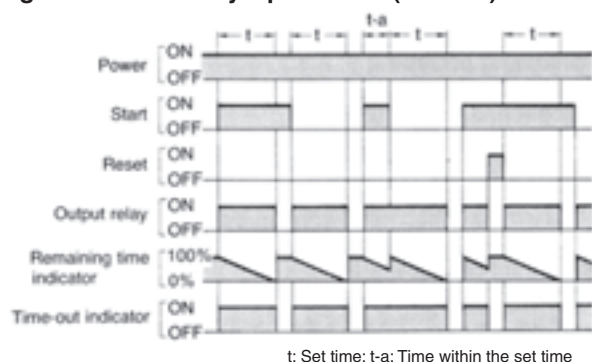 t t t-a t t
Power ON
OFF
Start ON
OFF
Reset ON
OFF
Output relay ON
OFF
Remaining time indicator 100%
0%
Time-out indicator ON
OFF
t: Set time; t-a: Time within the set time